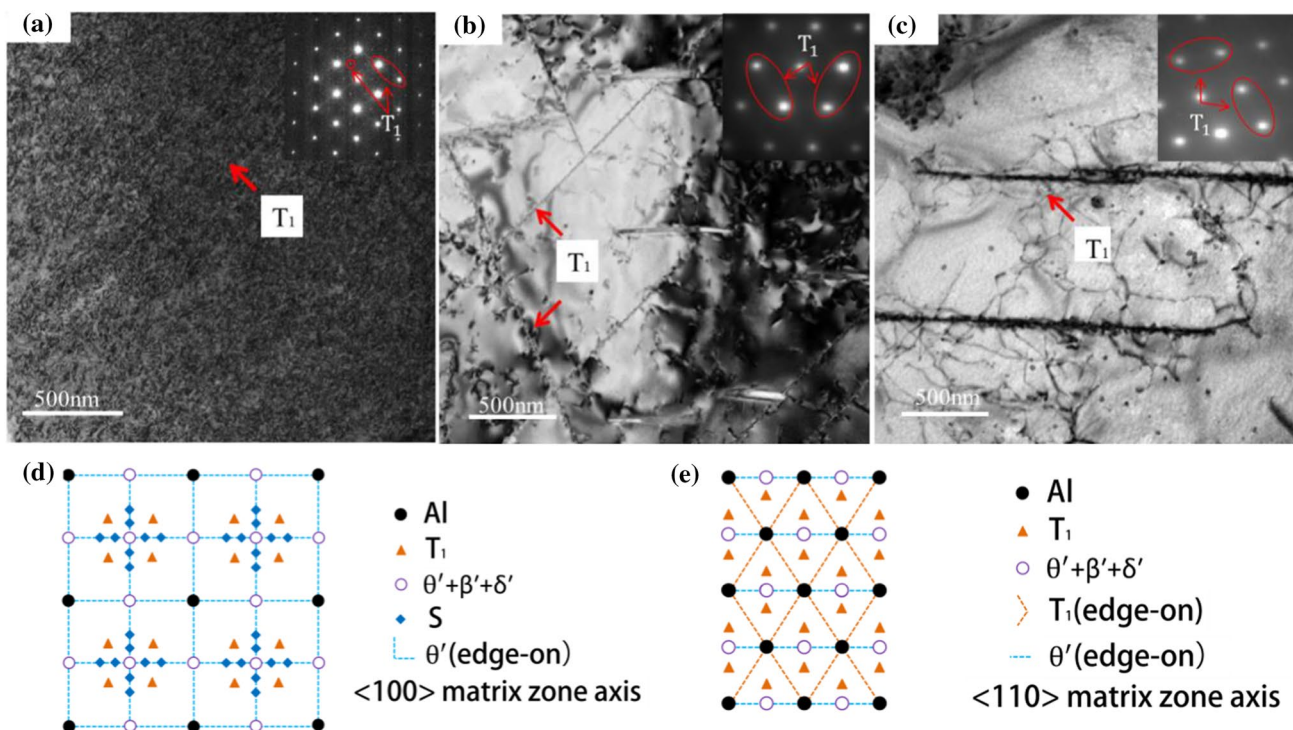 (a)
T₁
T₁
500nm
(b)
T₁
T₁
500nm
(c)
T₁
T₁
500nm
(d)
Al
T₁
θ′+β′+δ′
S
θ′(edge-on)
<100> matrix zone axis
(e)
Al
T₁
θ′+β′+δ′
T₁(edge-on)
θ′(edge-on)
<110> matrix zone axis